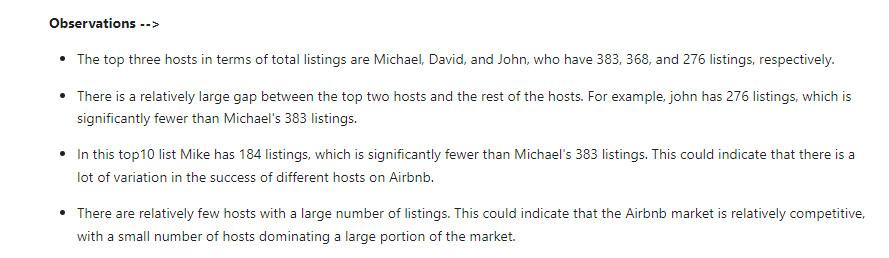 Observations -->
• The top three hosts in terms of total listings are Michael, David, and John, who have 383, 368, and 276 listings, respectively.
• There is a relatively large gap between the top two hosts and the rest of the hosts. For example, john has 276 listings, which is
significantly fewer than Michael's 383 listings.
• In this top10 list Mike has 184 listings, which is significantly fewer than Michael's 383 listings. This could indicate that there is a
lot of variation in the success of different hosts on Airbnb.
• There are relatively few hosts with a large number of listings. This could indicate that the Airbnb market is relatively competitive,
with a small number of hosts dominating a large portion of the market.